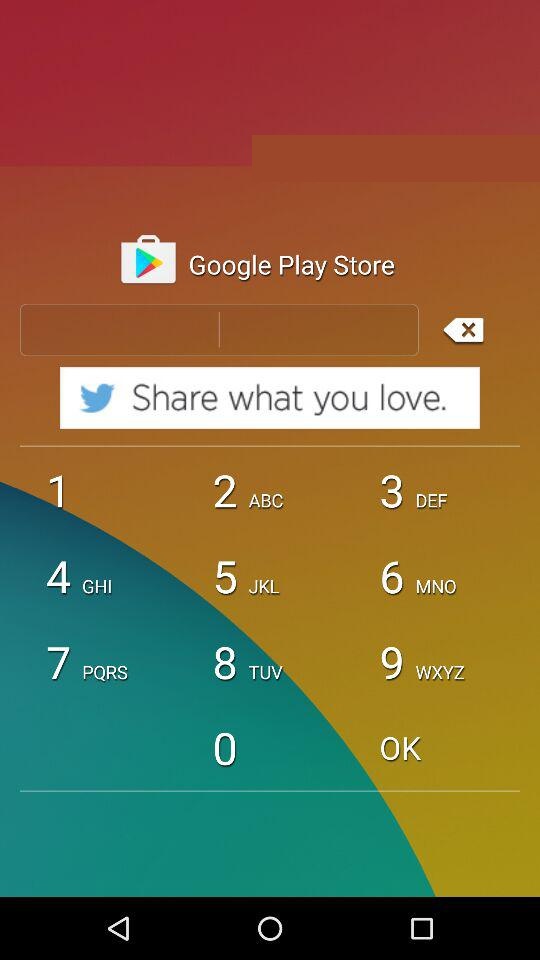 Google Play Store
Share what you love.
1
2 ABC
3 DEF
4 GHI
5 JKL
6 MNO
7 PQRS
8 TUV
9 WXYZ
0
OK